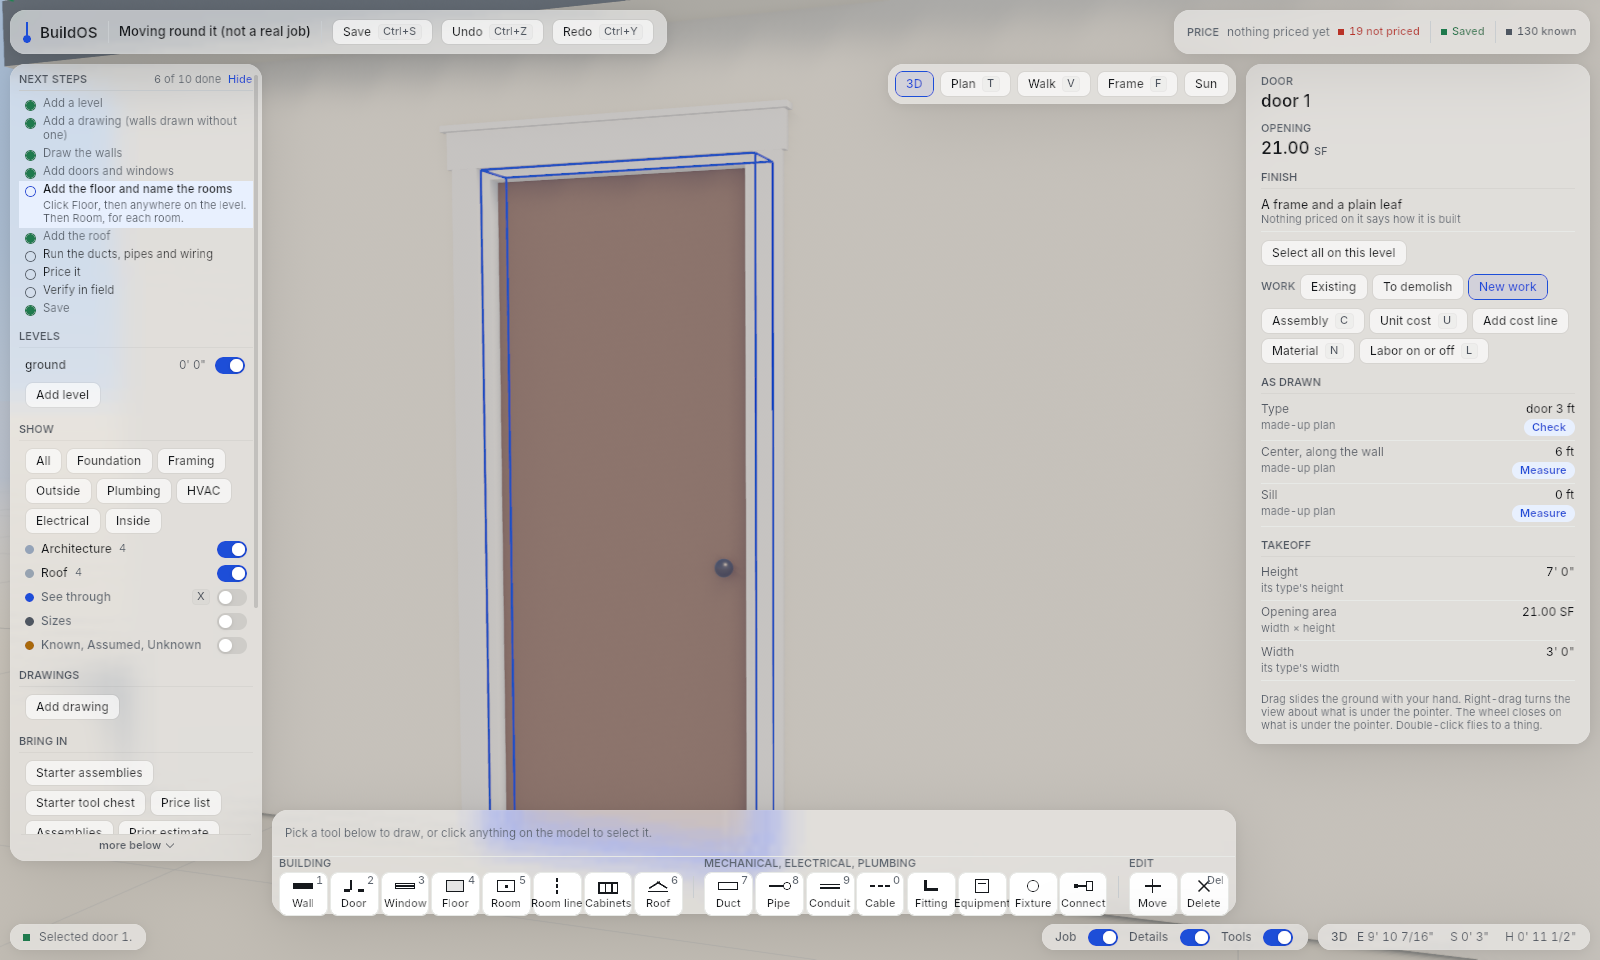 BuildOS
Moving round it (not a real job)
Save Ctrl+S
Undo Ctrl+Z
Redo Ctrl+Y
PRICE nothing priced yet 19 not priced Saved 130 known
NEXT STEPS 6 of 10 done Hide
Add a level
Add a drawing (walls drawn without
one)
Draw the walls
Add doors and windows
Add the floor and name the rooms
Click Floor, then anywhere on the level.
Then Room, for each room.
Add the roof
Run the ducts, pipes and wiring
Price it
Verify in field
Save
LEVELS
ground 0' 0"
Add level
SHOW
All Foundation Framing
Outside Plumbing HVAC
Electrical Inside
Architecture 4
Roof 4
See through X
Sizes
Known, Assumed, Unknown
DRAWINGS
Add drawing
BRING IN
Starter assemblies
Starter tool chest Price list
Assemblies Prior estimate
more below
3D Plan T Walk V Frame F Sun
DOOR
door 1
OPENING
21.00 SF
FINISH
A frame and a plain leaf
Nothing priced on it says how it is built
Select all on this level
WORK Existing To demolish New work
Assembly C Unit cost U Add cost line
Material N Labor on or off L
AS DRAWN
Type door 3 ft
made-up plan Check
Center, along the wall 6 ft
made-up plan Measure
Sill 0 ft
made-up plan Measure
TAKEOFF
Height 7' 0"
its type's height
Opening area 21.00 SF
width × height
Width 3' 0"
its type's width
Drag slides the ground with your hand. Right-drag turns the
view about what is under the pointer. The wheel closes on
what is under the pointer. Double-click flies to a thing.
Pick a tool below to draw, or click anything on the model to select it.
BUILDING
1 2 3 4 5 6
Wall Door Window Floor Room Room line Cabinets Roof
MECHANICAL, ELECTRICAL, PLUMBING
7 8 9 0
Duct Pipe Conduit Cable Fitting Equipment Fixture Connect
EDIT
Del
Move Delete
Selected door 1.
Job Details Tools
3D E 9' 10 7/16" S 0' 3" H 0' 11 1/2"